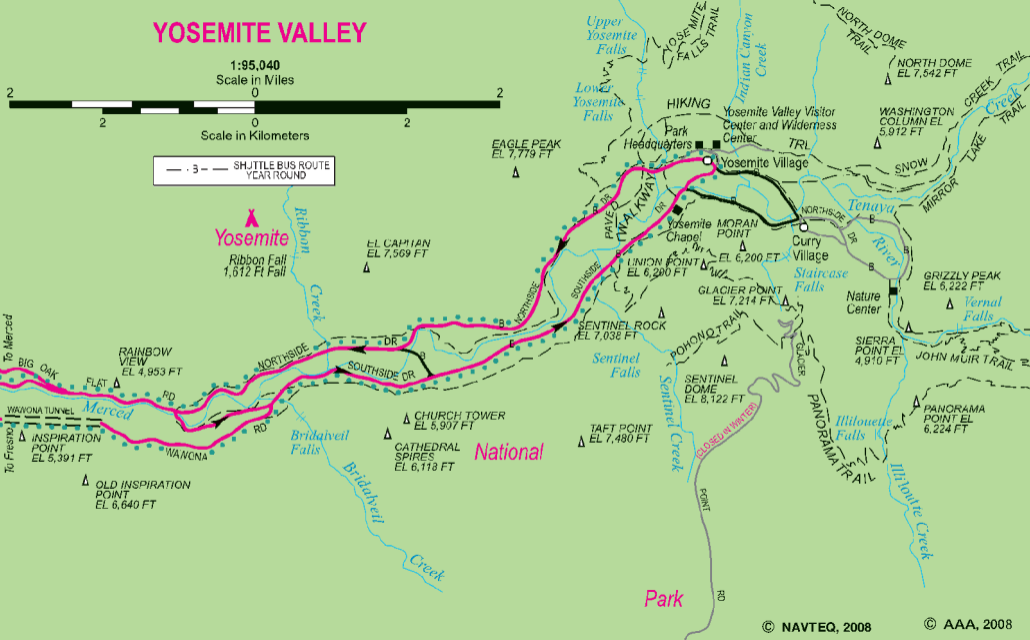 YOSEMITE VALLEY
1:95,040
Scale in Miles
2 0 2
2 0 2
Scale in Kilometers
B SHUTTLE BUS ROUTE
YEAR ROUND
Yosemite
Ribbon Fall
1,612 Ft Fall
Ribbon
Creek
EL CAPITAN
EL 7,569 FT
EAGLE PEAK
EL 7,779 FT
Upper
Yosemite
Falls
Lower
Yosemite
Falls
YOSEMITE
FALLS TRAIL
Indian Canyon
Creek
NORTH DOME
TRAIL
NORTH DOME
EL 7,542 FT
WASHINGTON
COLUMN EL
5,912 FT
SNOW
CREEK
TRAIL
Creek
MIRROR
LAKE
TRAIL
HIKING
TRL
Park
Headquarters
Yosemite Valley Visitor
Center and Wilderness
Center
Yosemite Village
PAVED
WALKWAY
Yosemite
Chapel
MORAN
POINT
EL 6,200 FT
UNION POINT
EL 6,200 FT
Curry
Village
NORTHSIDE
DR
Tenaya
River
Staircase
Falls
GLACIER POINT
EL 7,214 FT
Nature
Center
GRIZZLY PEAK
EL 6,222 FT
Vernal
Falls
SIERRA
POINT EL
4,910 FT
JOHN MUIR TRAIL
PANORAMA
POINT EL
6,224 FT
Illilouette
Falls
Illiloutte Creek
PANORAMA TRAIL
SENTINEL ROCK
EL 7,038 FT
POHONO TRAIL
GLACIER
SENTINEL
DOME
EL 8,122 FT
Sentinel
Falls
Sentinel Creek
(CLOSED IN WINTER)
POINT
RD
TAFT POINT
EL 7,480 FT
NORTHSIDE
DR
SOUTHSIDE
DR
NORTHSIDE
DR
SOUTHSIDE DR
B
B
B
B
B
B
To Merced
BIG OAK
FLAT
RD
RAINBOW
VIEW
EL 4,953 FT
Merced
WAWONA TUNNEL
To Fresno
INSPIRATION
POINT
EL 5,391 FT
OLD INSPIRATION
POINT
EL 6,640 FT
WAWONA
RD
Bridalveil
Falls
Bridalveil
Creek
CHURCH TOWER
EL 5,907 FT
CATHEDRAL
SPIRES
EL 6,118 FT
National
Park
© NAVTEQ, 2008
© AAA, 2008